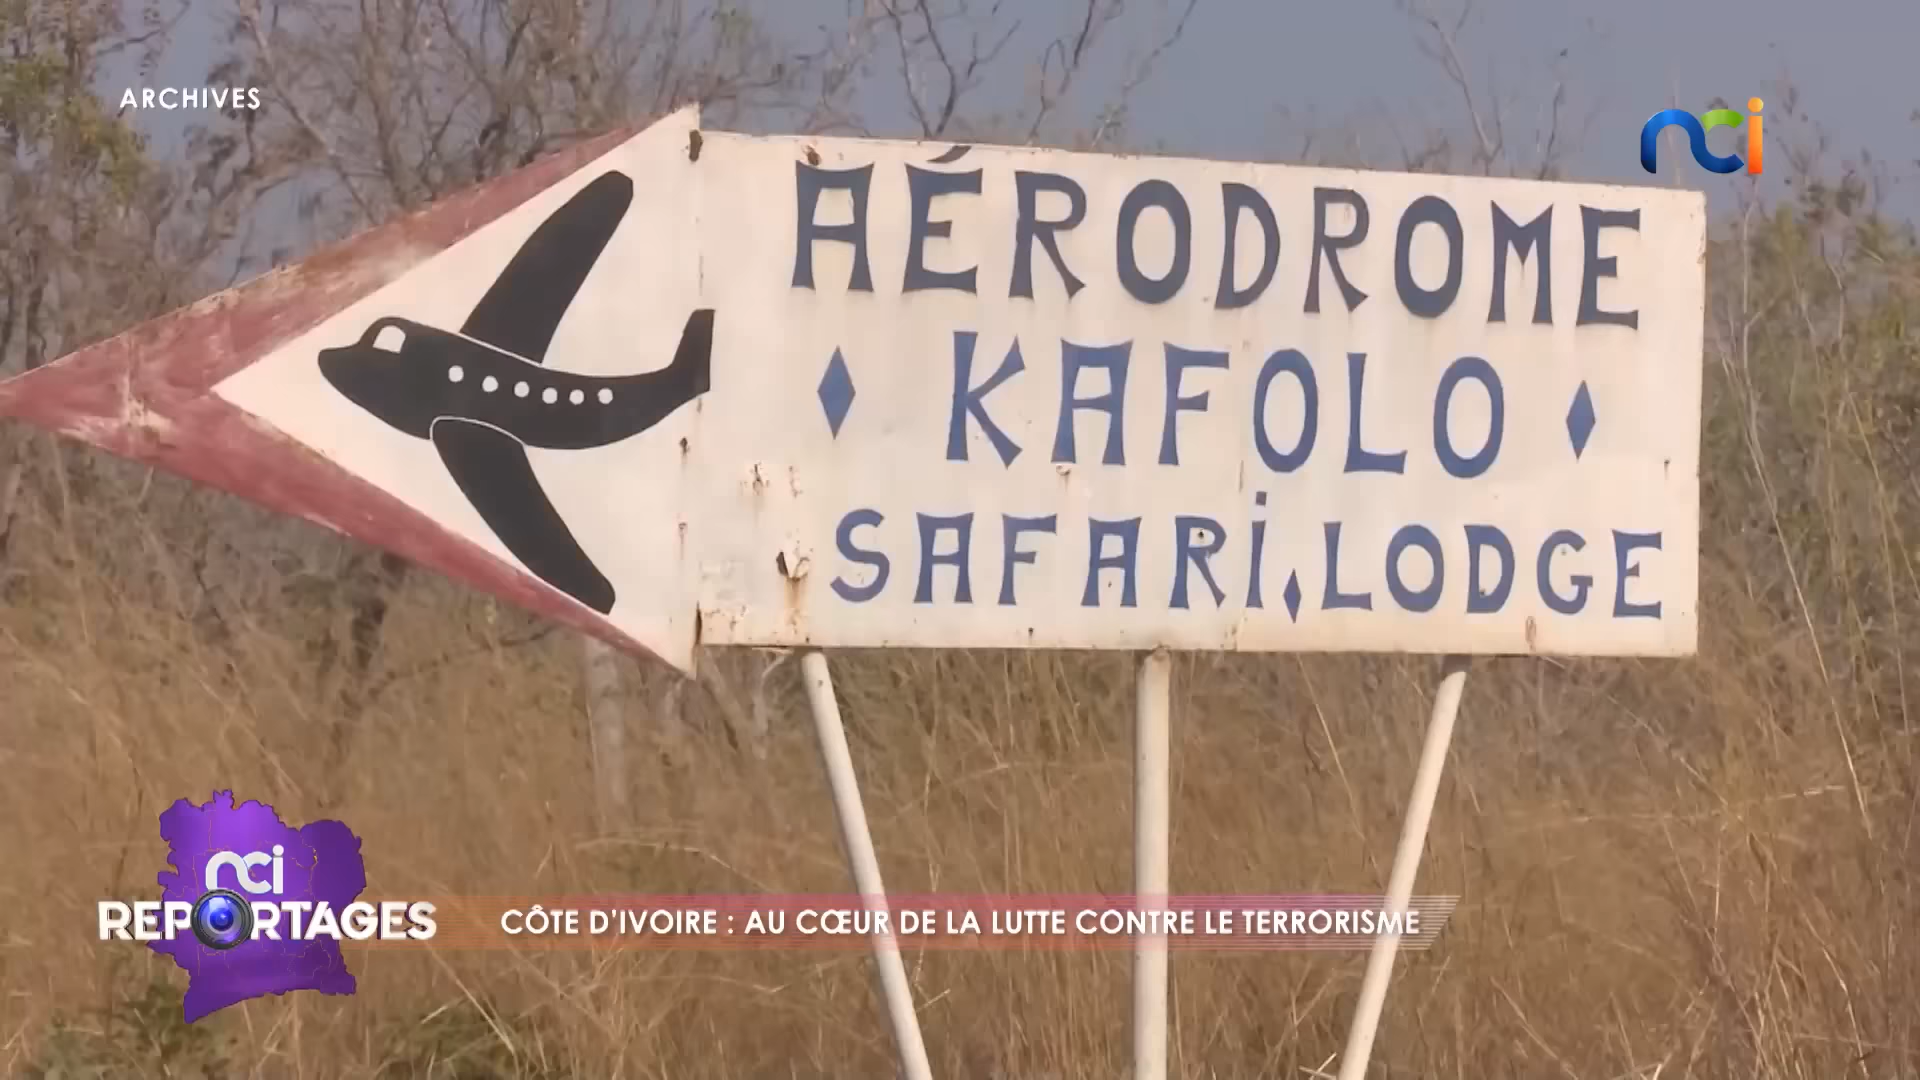 ARCHIVES
nci
AÉRODROME
KAFOLO
SAFARi.LODGE
nci
REPORTAGES
CÔTE D'IVOIRE : AU CŒUR DE LA LUTTE CONTRE LE TERRORISME